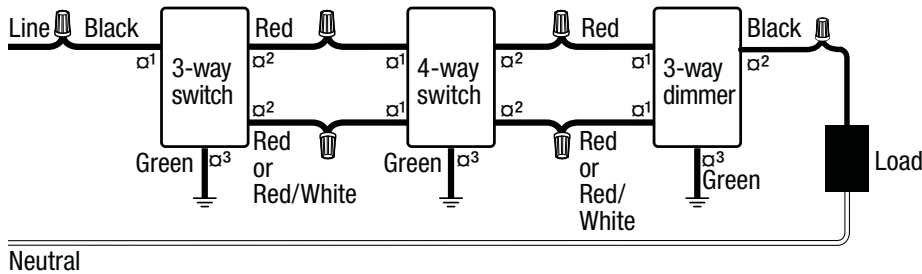 Line Black Red Red Black
¤1 ¤2 ¤1 ¤2 ¤1 ¤2
3-way
switch
4-way
switch
3-way
dimmer
¤2 ¤1 ¤2 ¤1
Green ¤3
Red
or
Red/White
Green ¤3
Red
or
Red/
White
¤3
Green
Load
Neutral